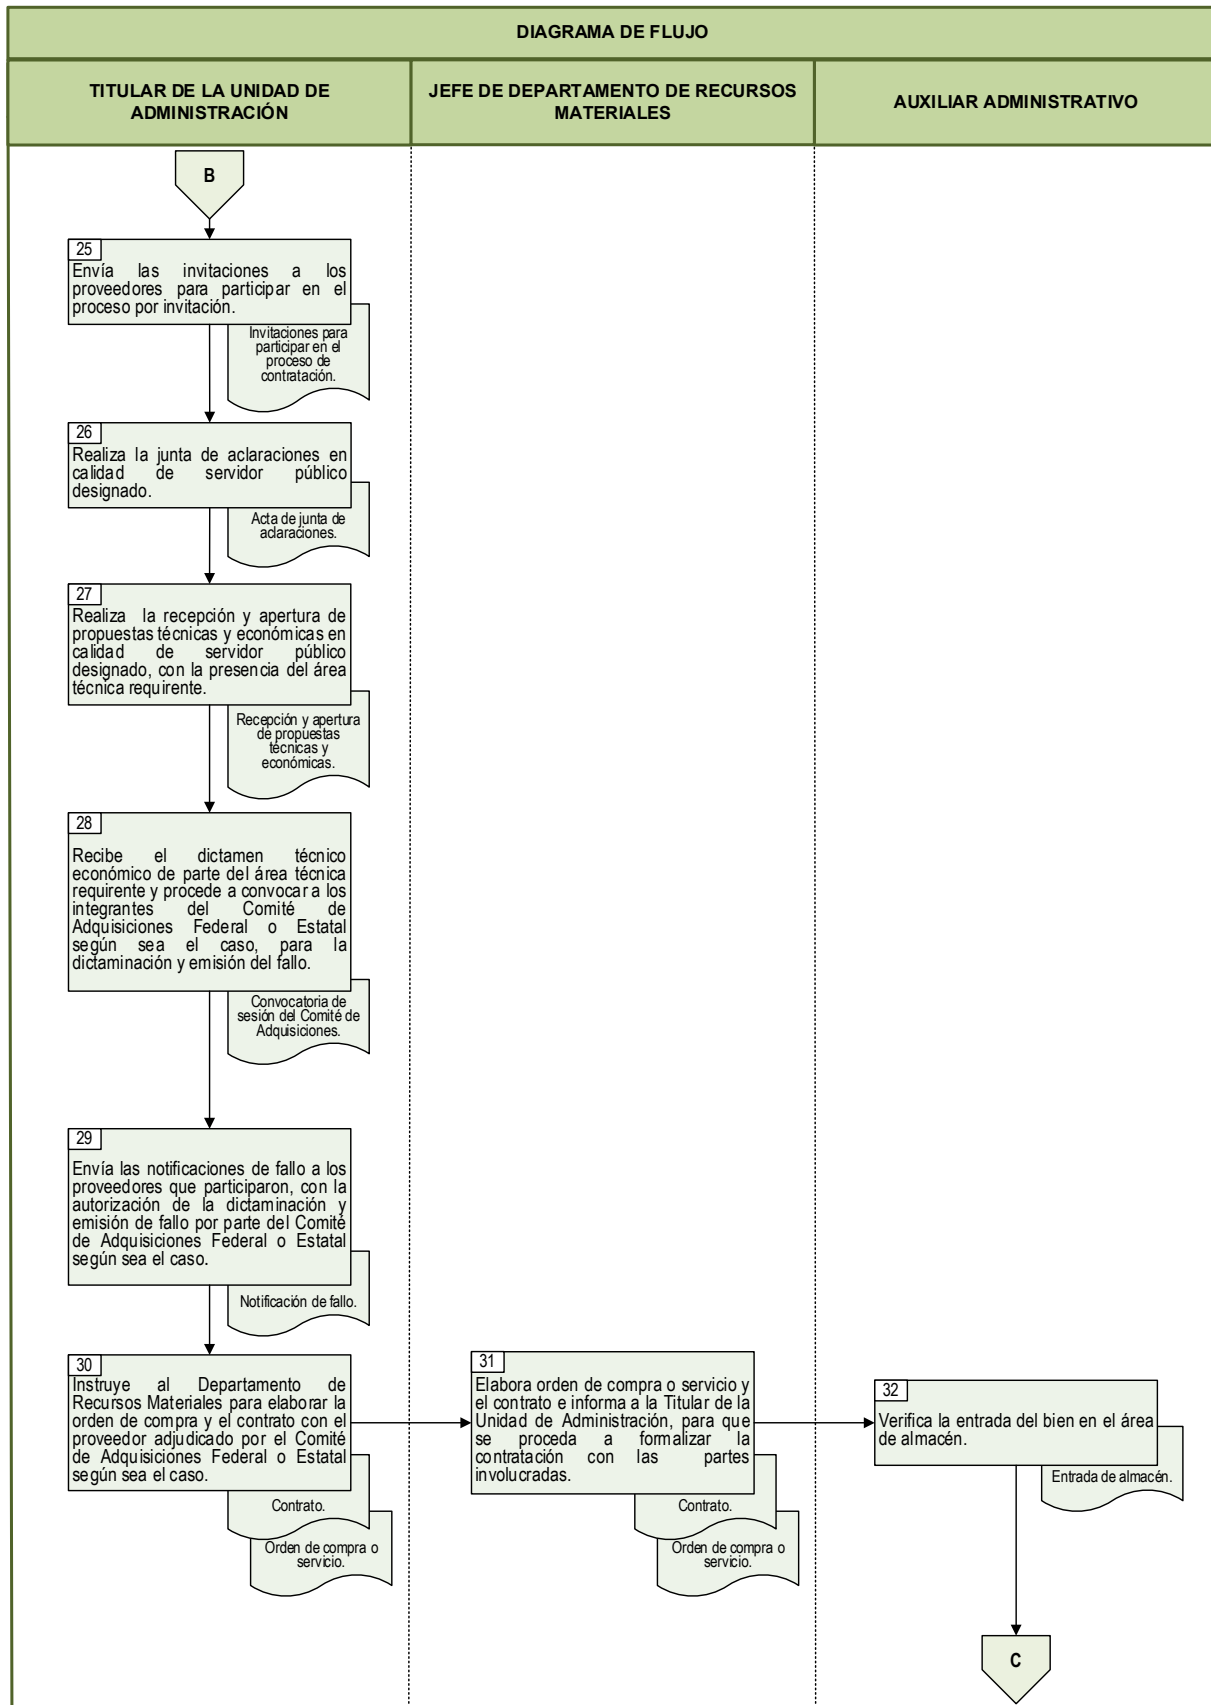 DIAGRAMA DE FLUJO
TITULAR DE LA UNIDAD DE
ADMINISTRACIÓN
JEFE DE DEPARTAMENTO DE RECURSOS
MATERIALES
AUXILIAR ADMINISTRATIVO
B
25
Envía las invitaciones a los
proveedores para participar en el
proceso por invitación.
Invitaciones para
participar en el
proceso de
contratación.
26
Realiza la junta de aclaraciones en
calidad de servidor público
designado.
Acta de junta de
aclaraciones.
27
Realiza la recepción y apertura de
propuestas técnicas y económicas en
calidad de servidor público
designado, con la presencia del área
técnica requirente.
Recepción y apertura
de propuestas
técnicas y
económicas.
28
Recibe el dictamen técnico
económico de parte del área técnica
requirente y procede a convocar a los
integrantes del Comité de
Adquisiciones Federal o Estatal
según sea el caso, para la
dictaminación y emisión del fallo.
Convocatoria de
sesión del Comité de
Adquisiciones.
29
Envía las notificaciones de fallo a los
proveedores que participaron, con la
autorización de la dictaminación y
emisión de fallo por parte del Comité
de Adquisiciones Federal o Estatal
según sea el caso.
Notificación de fallo.
30
Instruye al Departamento de
Recursos Materiales para elaborar la
orden de compra y el contrato con el
proveedor adjudicado por el Comité
de Adquisiciones Federal o Estatal
según sea el caso.
Contrato.
Orden de compra o
servicio.
31
Elabora orden de compra o servicio y
el contrato e informa a la Titular de la
Unidad de Administración, para que
se proceda a formalizar la
contratación con las partes
involucradas.
Contrato.
Orden de compra o
servicio.
32
Verifica la entrada del bien en el área
de almacén.
Entrada de almacén.
C